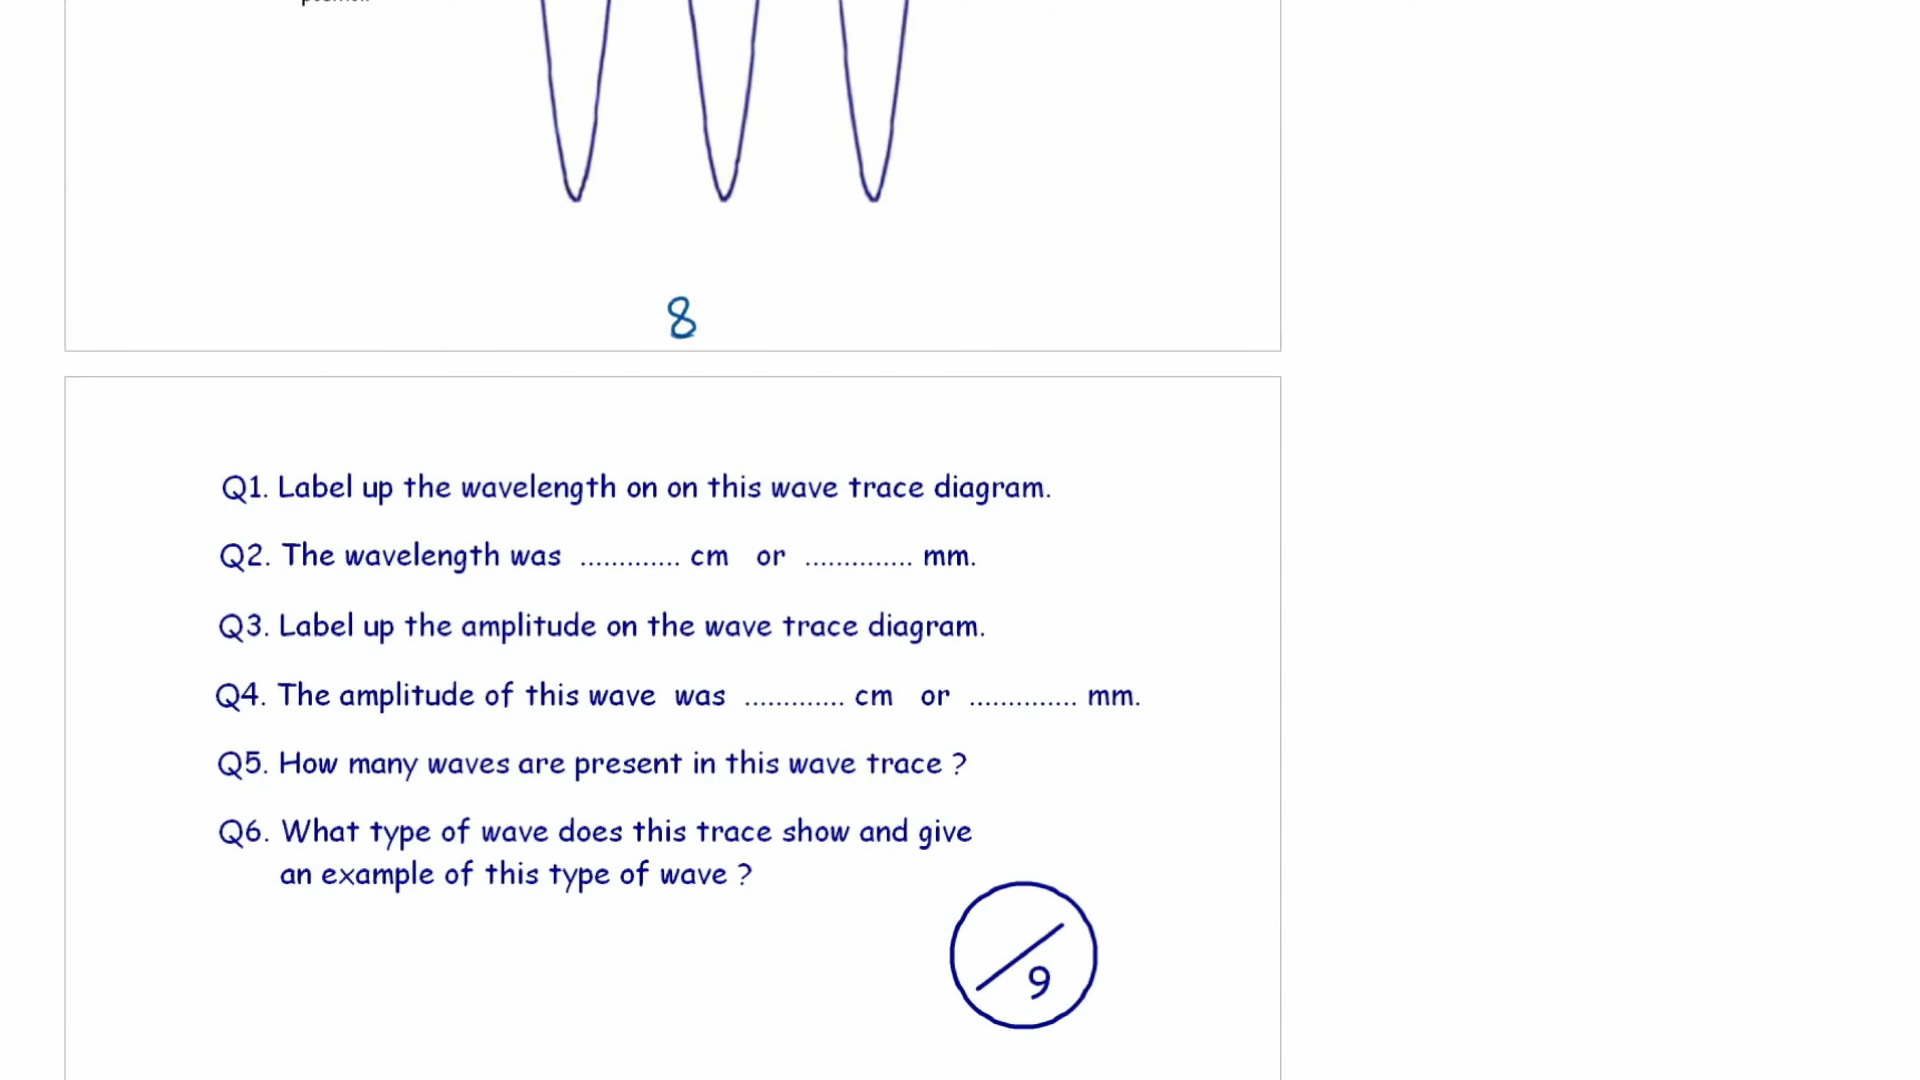 8
Q1. Label up the wavelength on on this wave trace diagram.
Q2. The wavelength was ............. cm or .............. mm.
Q3. Label up the amplitude on the wave trace diagram.
Q4. The amplitude of this wave was ............. cm or .............. mm.
Q5. How many waves are present in this wave trace ?
Q6. What type of wave does this trace show and give
an example of this type of wave ?
/9